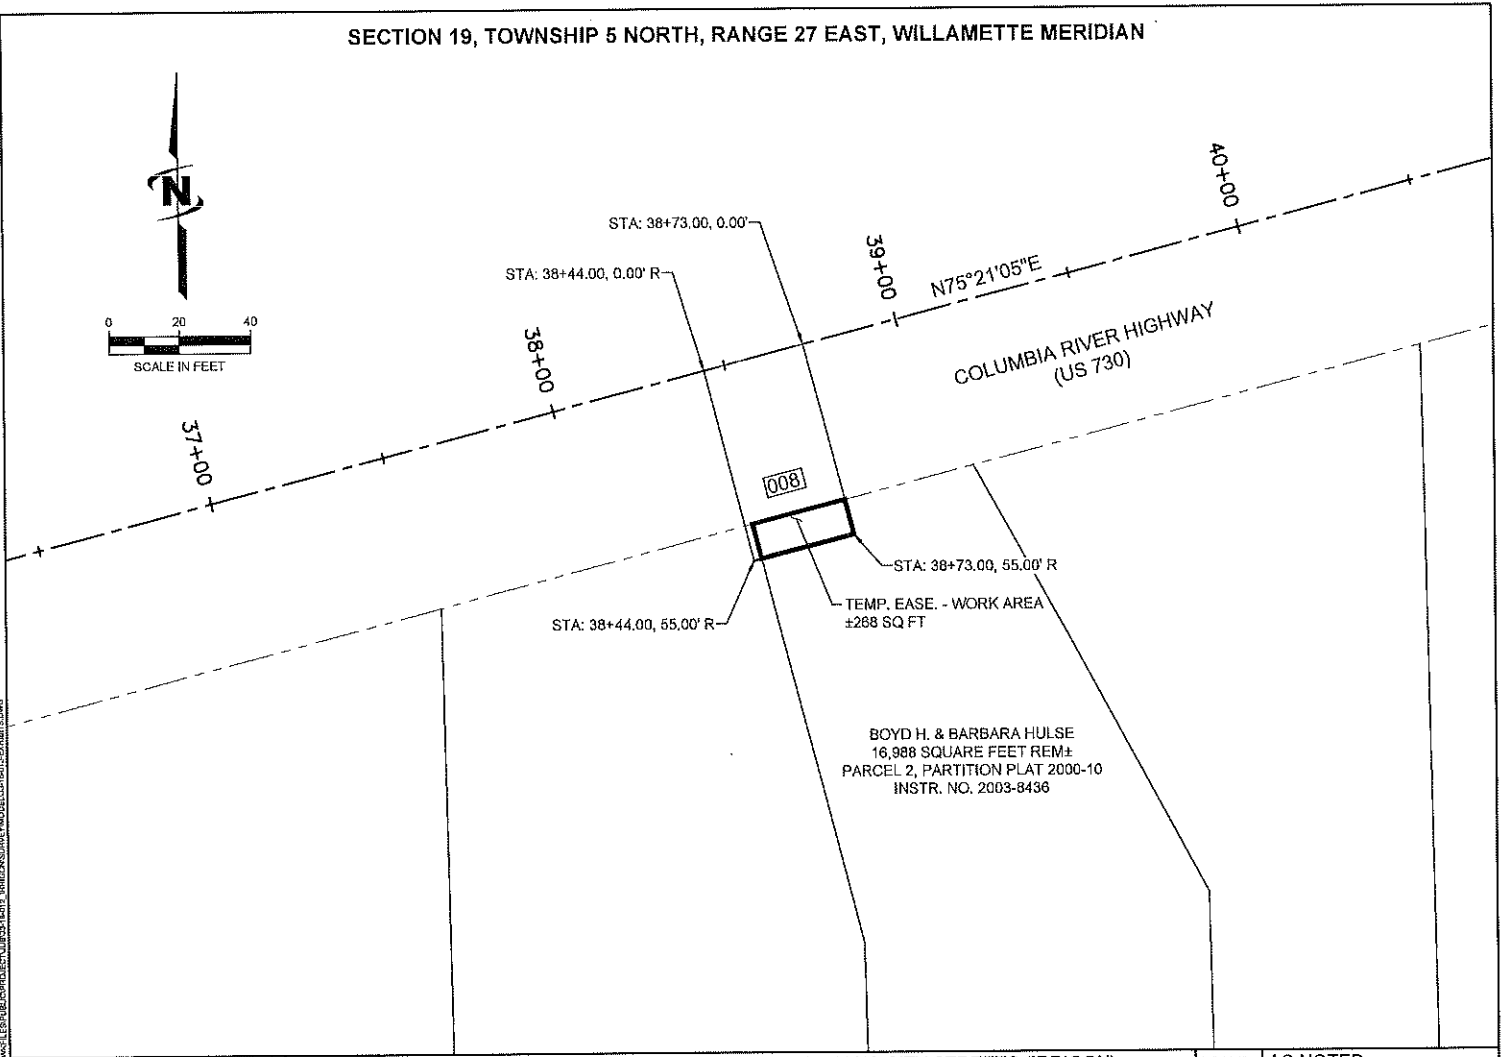 SECTION 19, TOWNSHIP 5 NORTH, RANGE 27 EAST, WILLAMETTE MERIDIAN
N
0 20 40
SCALE IN FEET
37+00
38+00
39+00
40+00
STA: 38+73.00, 0.00'
STA: 38+44.00, 0.00' R
N75°21'05"E
COLUMBIA RIVER HIGHWAY
(US 730)
008
STA: 38+73.00, 55.00' R
TEMP. EASE. - WORK AREA
±268 SQ FT
STA: 38+44.00, 55.00' R
BOYD H. & BARBARA HULSE
16,988 SQUARE FEET REM±
PARCEL 2, PARTITION PLAT 2000-10
INSTR. NO. 2003-8436
AS NOTED